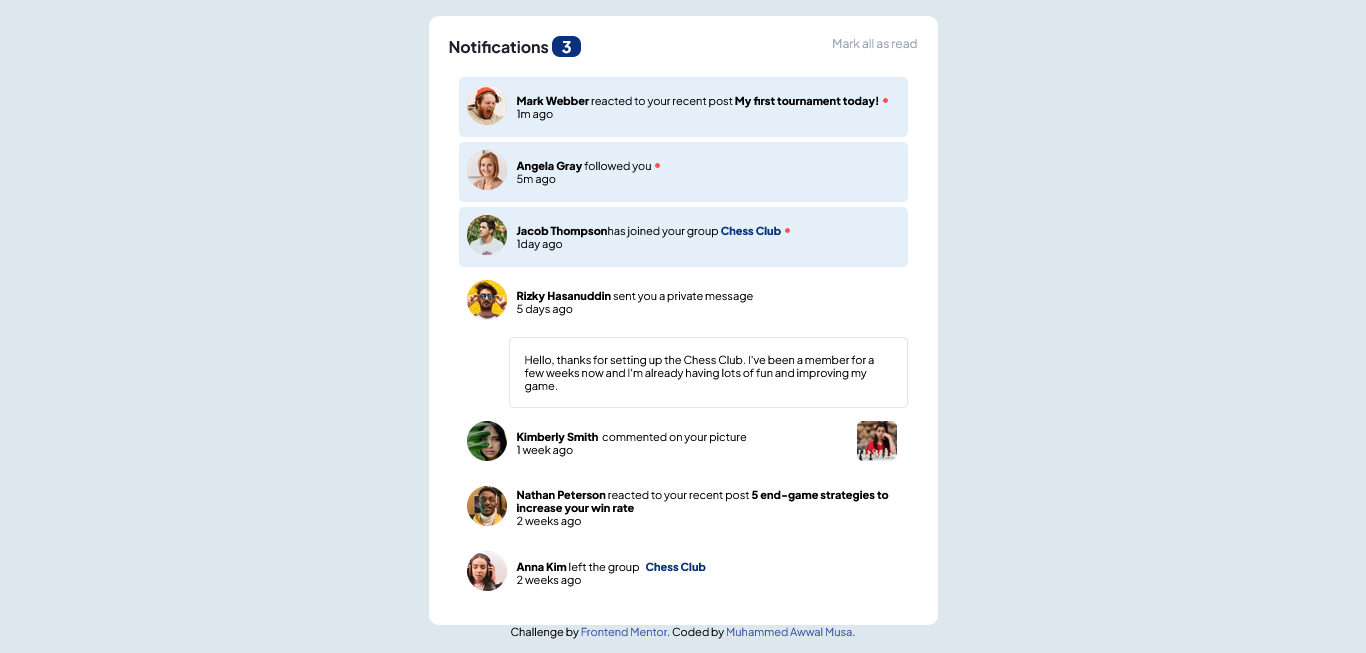 Notifications 3
Mark all as read
Mark Webber reacted to your recent post My first tournament today!
1m ago
Angela Gray followed you
5m ago
Jacob Thompsonhas joined your group Chess Club
1day ago
Rizky Hasanuddin sent you a private message
5 days ago
Hello, thanks for setting up the Chess Club. I've been a member for a
few weeks now and I'm already having lots of fun and improving my
game.
Kimberly Smith commented on your picture
1 week ago
Nathan Peterson reacted to your recent post 5 end-game strategies to
increase your win rate
2 weeks ago
Anna Kim left the group Chess Club
2 weeks ago
Challenge by Frontend Mentor. Coded by Muhammed Awwal Musa.